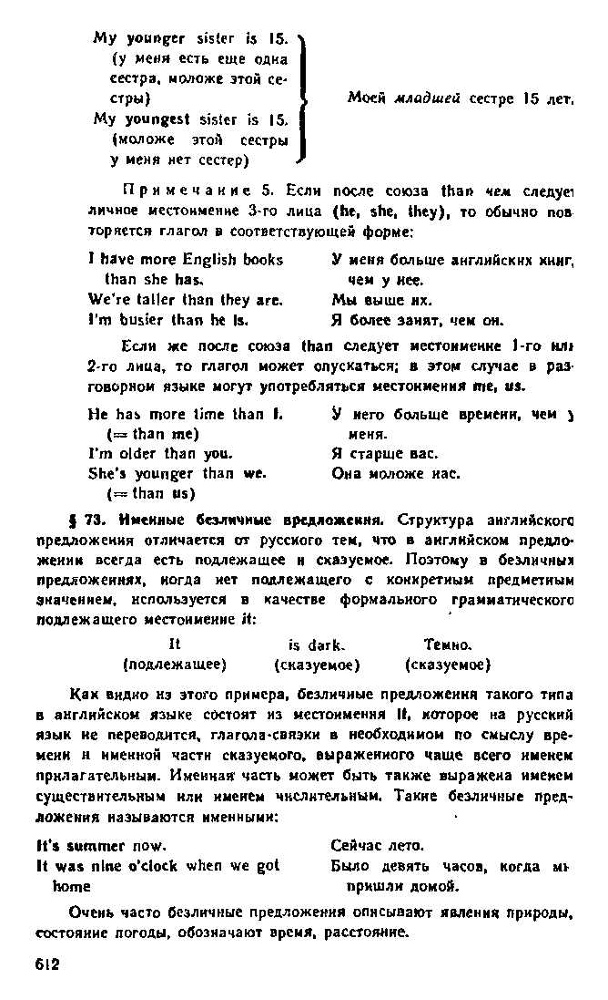 My younger sister is 15.
(у меня есть еще одна
сестра, моложе этой се-
стры)
Моей младшей сестре 15 лет.
My youngest sister is 15.
(моложе этой сестры
у меня нет сестер)
Примечание 5. Если после союза than чем следует
личное местоимение 3-го лица (he, she, they), то обычно пов
торяется глагол в соответствующей форме:
I have more English books
than she has.
У меня больше английских книг,
чем у нее.
We're taller than they are.
Мы выше их.
I'm busier than he is.
Я более занят, чем он.
Если же после союза than следует местоимение 1-го или
2-го лица, то глагол может опускаться; в этом случае в раз-
говорном языке могут употребляться местоимения me, us.
He has more time than I.
(= than me)
У него больше времени, чем у
меня.
I'm older than you.
Я старше вас.
She's younger than we.
(= than us)
Она моложе нас.
§ 73. Именные безличные предложения. Структура английского
предложения отличается от русского тем, что в английском предло-
жении всегда есть подлежащее и сказуемое. Поэтому в безличных
предложениях, когда нет подлежащего с конкретным предметным
значением, используется в качестве формального грамматического
подлежащего местоимение it:
It is dark. Темно.
(подлежащее) (сказуемое) (сказуемое)
Как видно из этого примера, безличные предложения такого типа
в английском языке состоят из местоимения It, которое на русский
язык не переводится, глагола-связки в необходимом по смыслу вре-
мени и именной части сказуемого, выраженного чаще всего именем
прилагательным. Именная часть может быть также выражена именем
существительным или именем числительным. Такие безличные пред-
ложения называются именными:
It's summer now.
Сейчас лето.
It was nine o'clock when we got
home
Было девять часов, когда мы
пришли домой.
Очень часто безличные предложения описывают явления природы,
состояние погоды, обозначают время, расстояние.
612